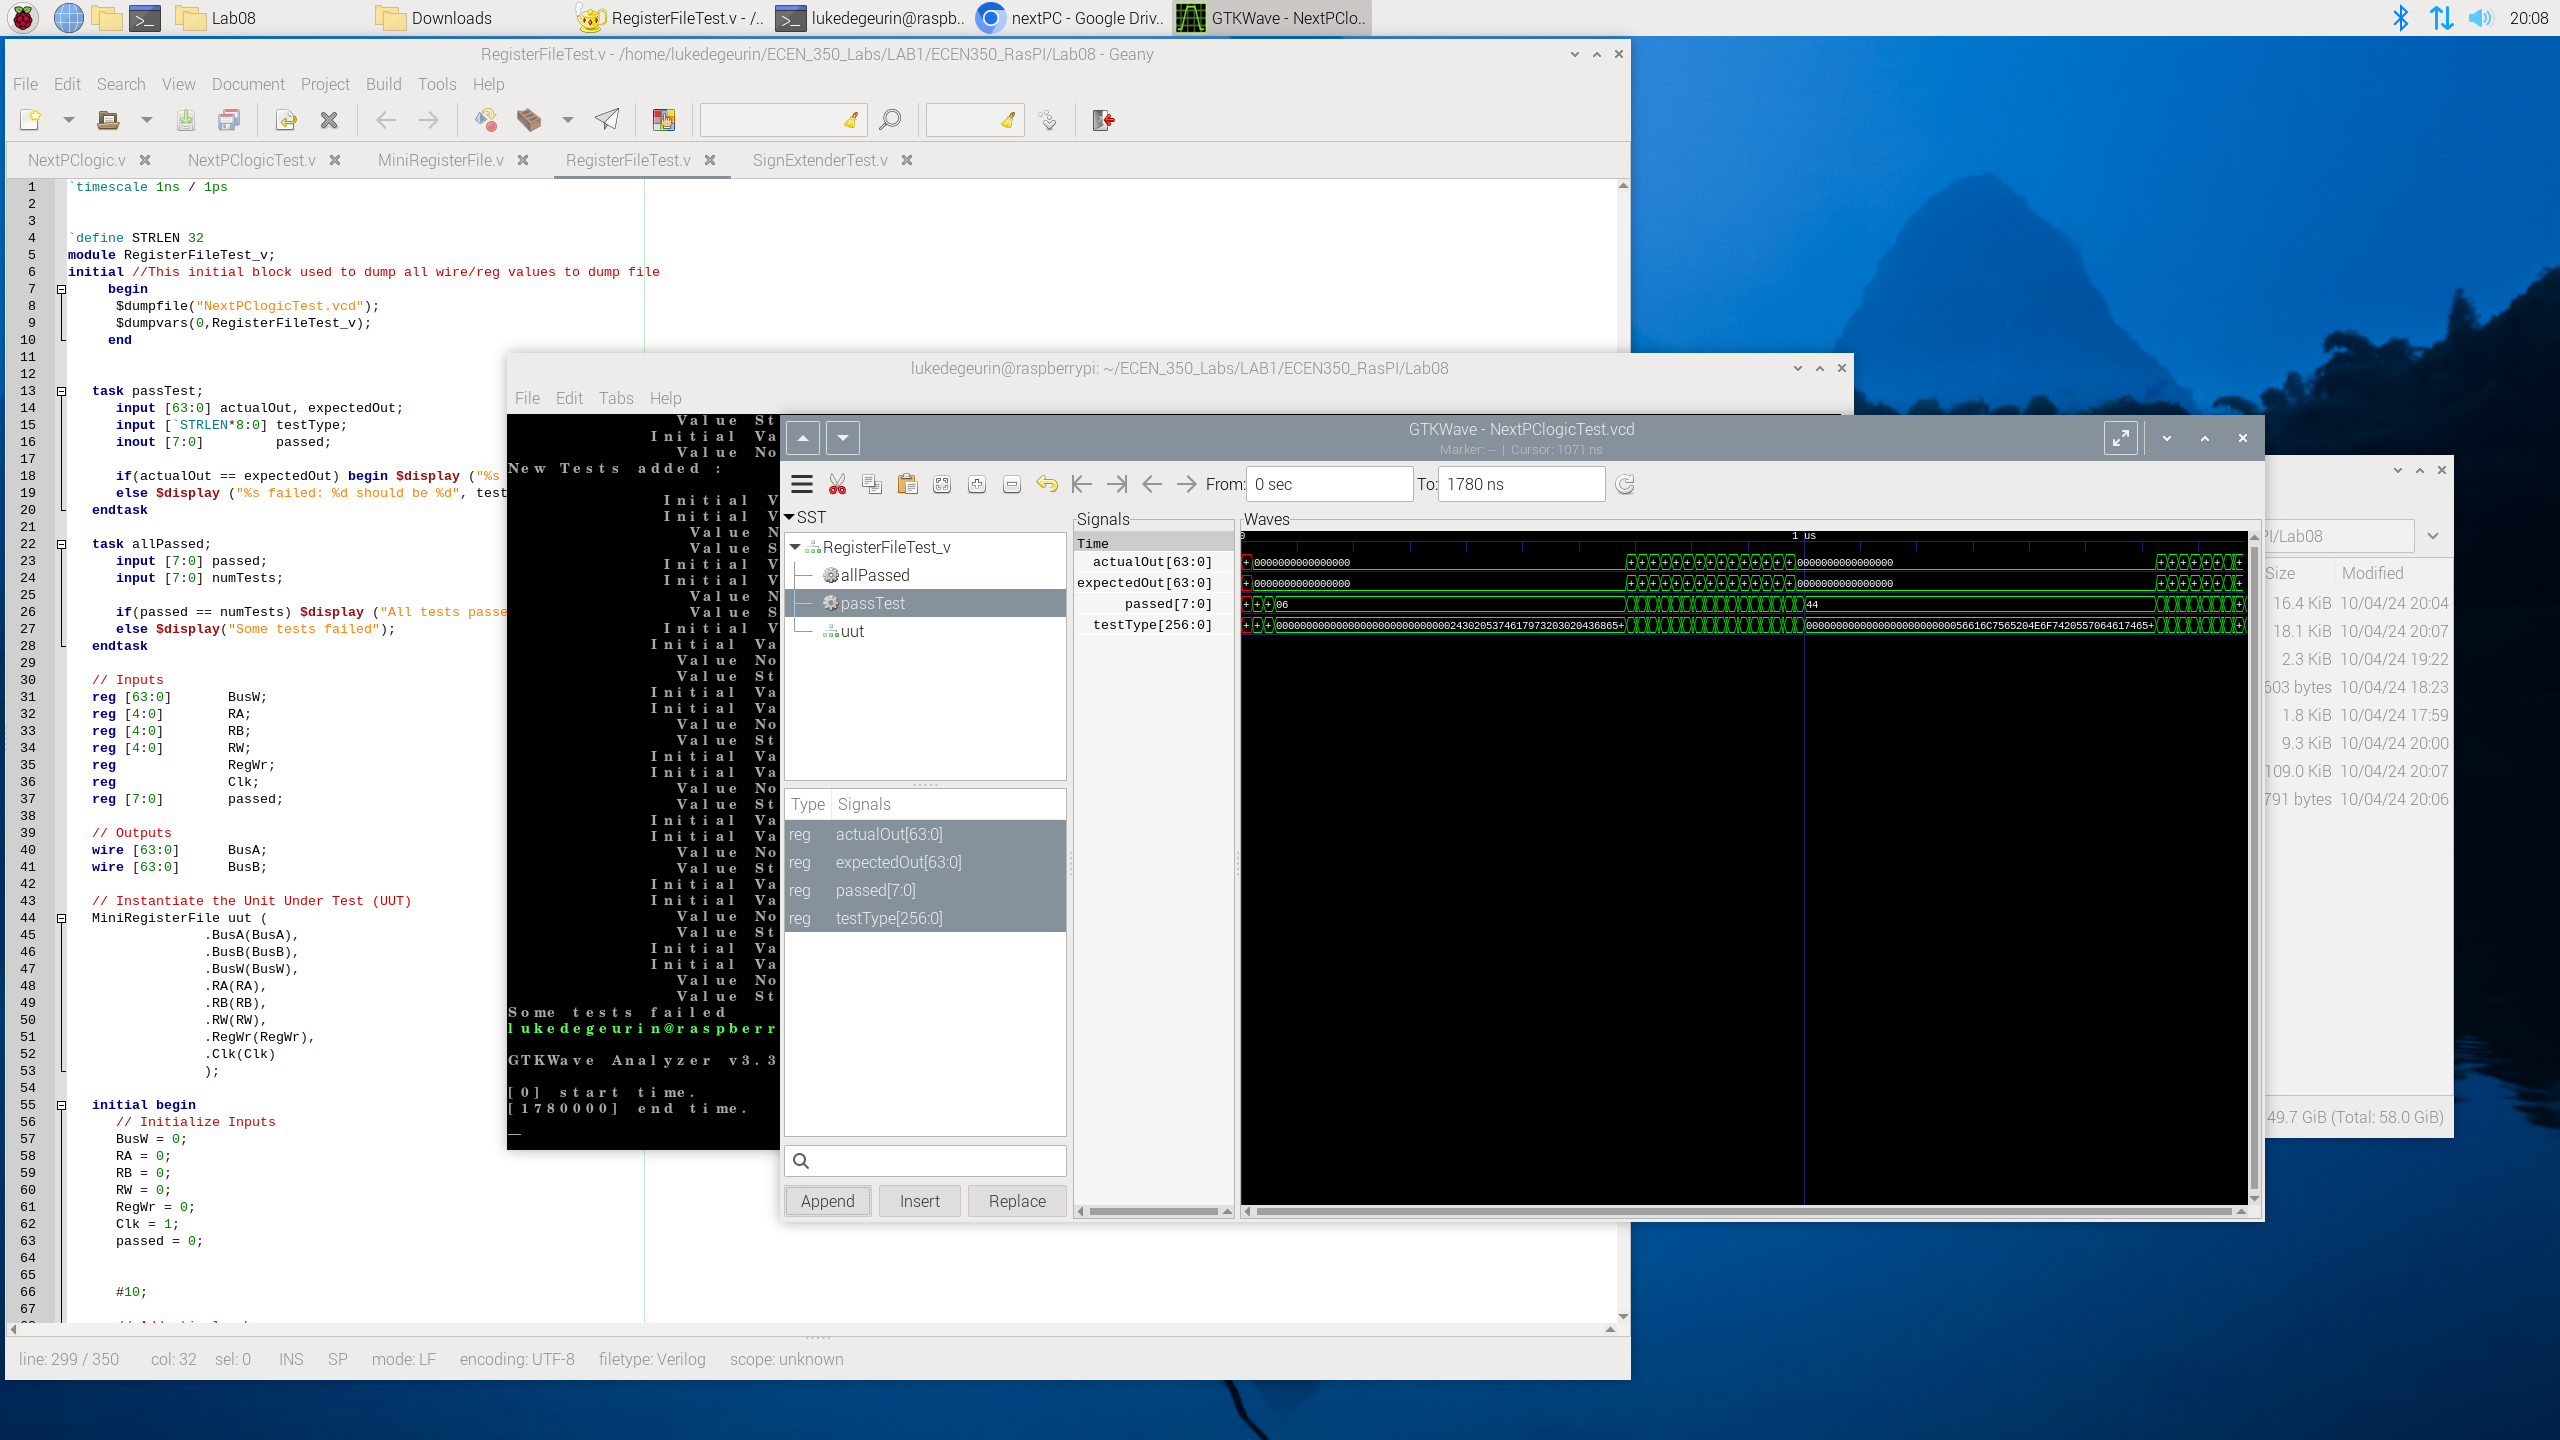 Lab08
Downloads
RegisterFileTest.v - /..
lukedegeurin@raspb..
nextPC - Google Driv..
GTKWave - NextPClo..
20:08
RegisterFileTest.v - /home/lukedegeurin/ECEN_350_Labs/LAB1/ECEN350_RasPI/Lab08 - Geany
File Edit Search View Document Project Build Tools Help
NextPClogic.v NextPClogicTest.v MiniRegisterFile.v RegisterFileTest.v SignExtenderTest.v
1 `timescale 1ns / 1ps
2
3
4 `define STRLEN 32
5 module RegisterFileTest_v;
6 initial //This initial block used to dump all wire/reg values to dump file
7 begin
8 $dumpfile("NextPClogicTest.vcd");
9 $dumpvars(0,RegisterFileTest_v);
10 end
11
12
13 task passTest;
14 input [63:0] actualOut, expectedOut;
15 input [`STRLEN*8:0] testType;
16 inout [7:0] passed;
17
18 if(actualOut == expectedOut) begin $display ("%s
19 else $display ("%s failed: %d should be %d", test
20 endtask
21
22 task allPassed;
23 input [7:0] passed;
24 input [7:0] numTests;
25
26 if(passed == numTests) $display ("All tests passe
27 else $display("Some tests failed");
28 endtask
29
30 // Inputs
31 reg [63:0] BusW;
32 reg [4:0] RA;
33 reg [4:0] RB;
34 reg [4:0] RW;
35 reg RegWr;
36 reg Clk;
37 reg [7:0] passed;
38
39 // Outputs
40 wire [63:0] BusA;
41 wire [63:0] BusB;
42
43 // Instantiate the Unit Under Test (UUT)
44 MiniRegisterFile uut (
45 .BusA(BusA),
46 .BusB(BusB),
47 .BusW(BusW),
48 .RA(RA),
49 .RB(RB),
50 .RW(RW),
51 .RegWr(RegWr),
52 .Clk(Clk)
53 );
54
55 initial begin
56 // Initialize Inputs
57 BusW = 0;
58 RA = 0;
59 RB = 0;
60 RW = 0;
61 RegWr = 0;
62 Clk = 1;
63 passed = 0;
64
65
66 #10;
67
line: 299 / 350 col: 32 sel: 0 INS SP mode: LF encoding: UTF-8 filetype: Verilog scope: unknown
lukedegeurin@raspberrypi: ~/ECEN_350_Labs/LAB1/ECEN350_RasPI/Lab08
File Edit Tabs Help
Value St
Initial Va
Value No
New Tests added :
Initial V
Initial V
Value N
Value S
Initial V
Initial V
Value N
Value S
Initial V
Initial Va
Value No
Value St
Initial Va
Initial Va
Value No
Value St
Initial Va
Initial Va
Value No
Value St
Initial Va
Initial Va
Value No
Value St
Initial Va
Initial Va
Value No
Value St
Initial Va
Initial Va
Value No
Value St
Some tests failed
lukedegeurin@raspberr
GTKWave Analyzer v3.3
[0] start time.
[1780000] end time.
GTKWave - NextPClogicTest.vcd
Marker: -- | Cursor: 1071 ns
From: 0 sec To: 1780 ns
SST
RegisterFileTest_v
allPassed
passTest
uut
Type Signals
reg actualOut[63:0]
reg expectedOut[63:0]
reg passed[7:0]
reg testType[256:0]
Append Insert Replace
Signals
Time
actualOut[63:0]
expectedOut[63:0]
passed[7:0]
testType[256:0]
Waves
0 1 us
+ 0000000000000000 + + + + + + + + + + + + + + + 0000000000000000 + + + + + + +
+ 0000000000000000 + + + + + + + + + + + + + + + 0000000000000000 + + + + + + +
+ + + 06 44 +
+ + + 00000000000000000000000000243020537461797320302043​6865+ 0000000000000000000000000056616C7565204E6F7420557064617465+ +
PI/Lab08
Size Modified
16.4 KiB 10/04/24 20:04
18.1 KiB 10/04/24 20:07
2.3 KiB 10/04/24 19:22
603 bytes 10/04/24 18:23
1.8 KiB 10/04/24 17:59
9.3 KiB 10/04/24 20:00
109.0 KiB 10/04/24 20:07
791 bytes 10/04/24 20:06
49.7 GiB (Total: 58.0 GiB)